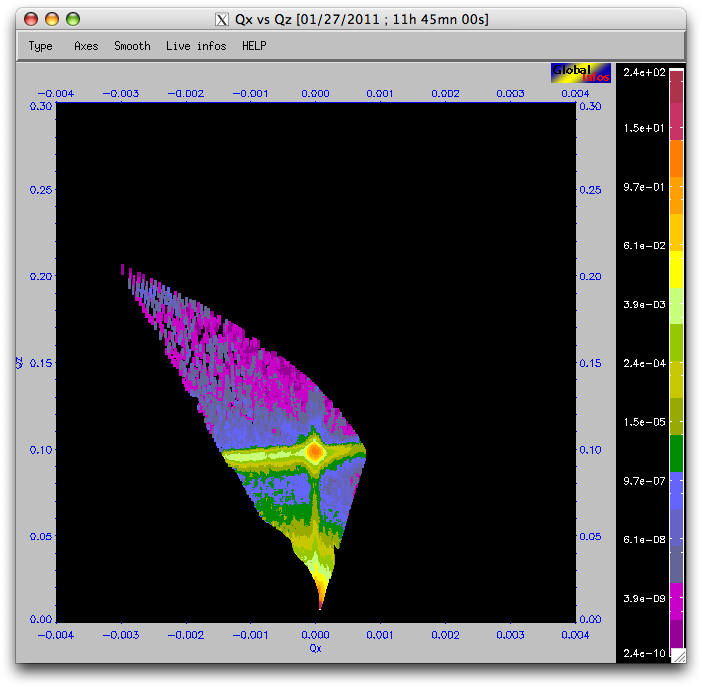 X Qx vs Qz [01/27/2011 ; 11h 45mn 00s]
Type Axes Smooth Live infos HELP
Global
infos
-0.004 -0.003 -0.002 -0.001 0.000 0.001 0.002 0.003 0.004
0.30 0.30
0.25 0.25
0.20 0.20
0.15 0.15
0.10 0.10
0.05 0.05
0.00 0.00
Qz
-0.004 -0.003 -0.002 -0.001 0.000 0.001 0.002 0.003 0.004
Qx
2.4e+02
1.5e+01
9.7e-01
6.1e-02
3.9e-03
2.4e-04
1.5e-05
9.7e-07
6.1e-08
3.9e-09
2.4e-10